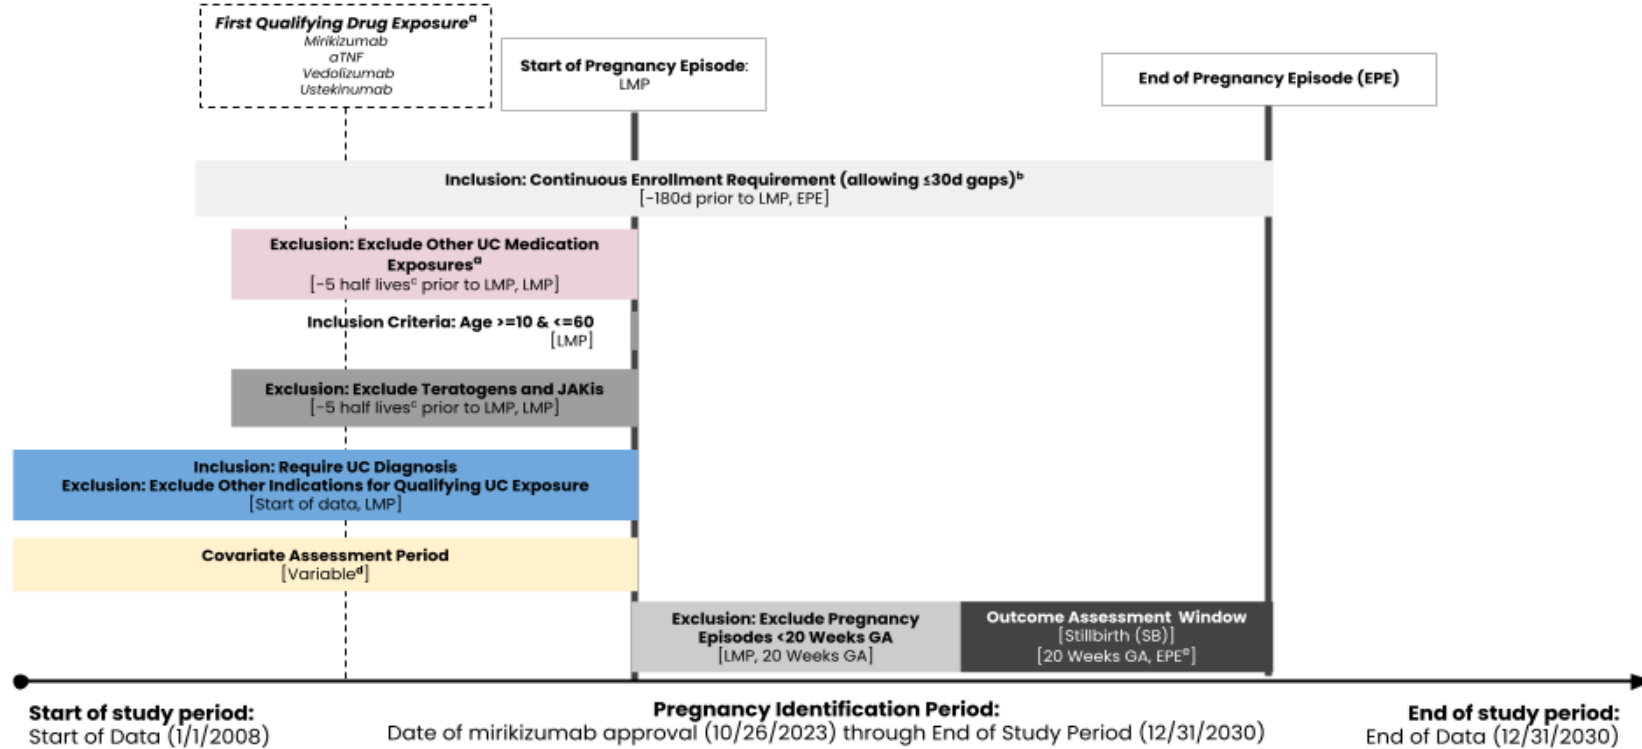 First Qualifying Drug Exposureᵃ
Mirikizumab
aTNF
Vedolizumab
Ustekinumab
Start of Pregnancy Episode:
LMP
End of Pregnancy Episode (EPE)
Inclusion: Continuous Enrollment Requirement (allowing ≤30d gaps)ᵇ
[-180d prior to LMP, EPE]
Exclusion: Exclude Other UC Medication
Exposuresᵃ
[-5 half livesᶜ prior to LMP, LMP]
Inclusion Criteria: Age >=10 & <=60
[LMP]
Exclusion: Exclude Teratogens and JAKis
[-5 half livesᶜ prior to LMP, LMP]
Inclusion: Require UC Diagnosis
Exclusion: Exclude Other Indications for Qualifying UC Exposure
[Start of data, LMP]
Covariate Assessment Period
[Variableᵈ]
Exclusion: Exclude Pregnancy
Episodes <20 Weeks GA
[LMP, 20 Weeks GA]
Outcome Assessment Window
[Stillbirth (SB)]
[20 Weeks GA, EPEᵉ]
Start of study period:
Start of Data (1/1/2008)
Pregnancy Identification Period:
Date of mirikizumab approval (10/26/2023) through End of Study Period (12/31/2030)
End of study period:
End of Data (12/31/2030)